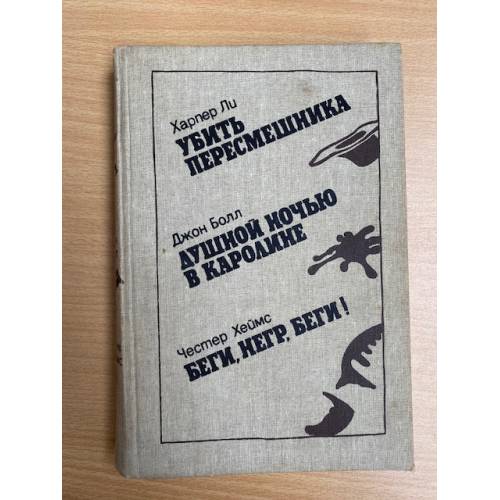 Харпер Ли
УБИТЬ
ПЕРЕСМЕШНИКА
Джон Болл
ДУШНОЙ НОЧЬЮ
В КАРОЛИНЕ
Честер Хеймс
БЕГИ, НЕГР, БЕГИ!